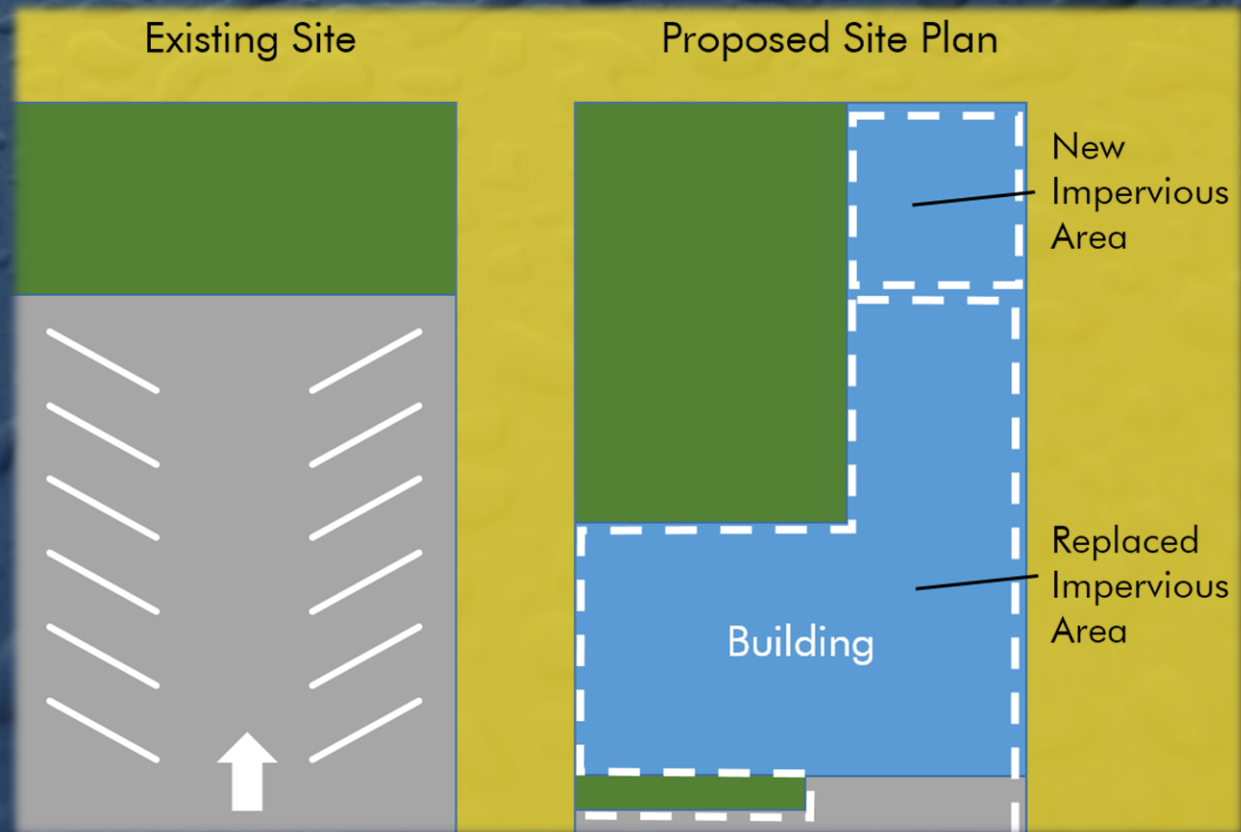 Existing Site
Proposed Site Plan
New
Impervious
Area
Replaced
Impervious
Area
Building